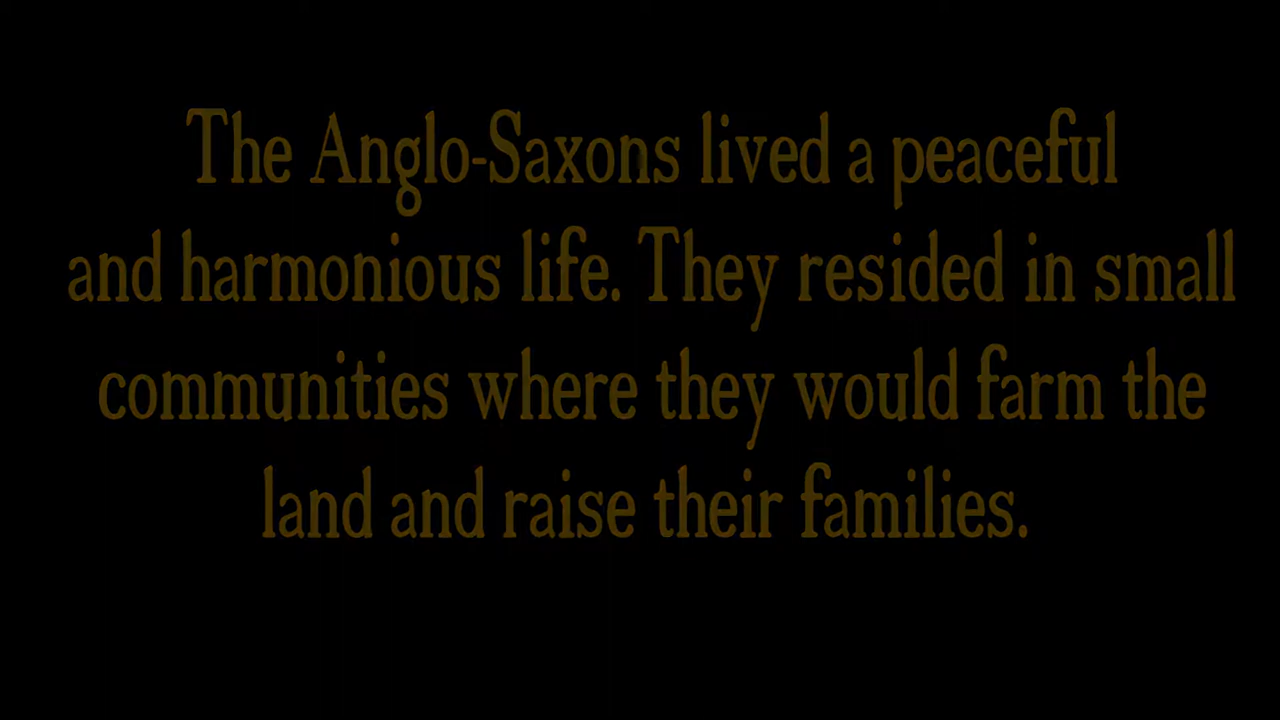 The Anglo-Saxons lived a peaceful
and harmonious life. They resided in small
communities where they would farm the
land and raise their families.